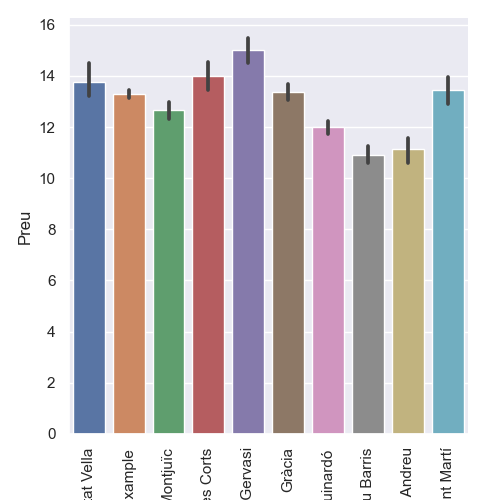 16
14
12
10
8
6
4
2
0
Preu
at Vella
xample
Montjuïc
es Corts
Gervasi
Gràcia
uinardó
u Barris
Andreu
nt Martí